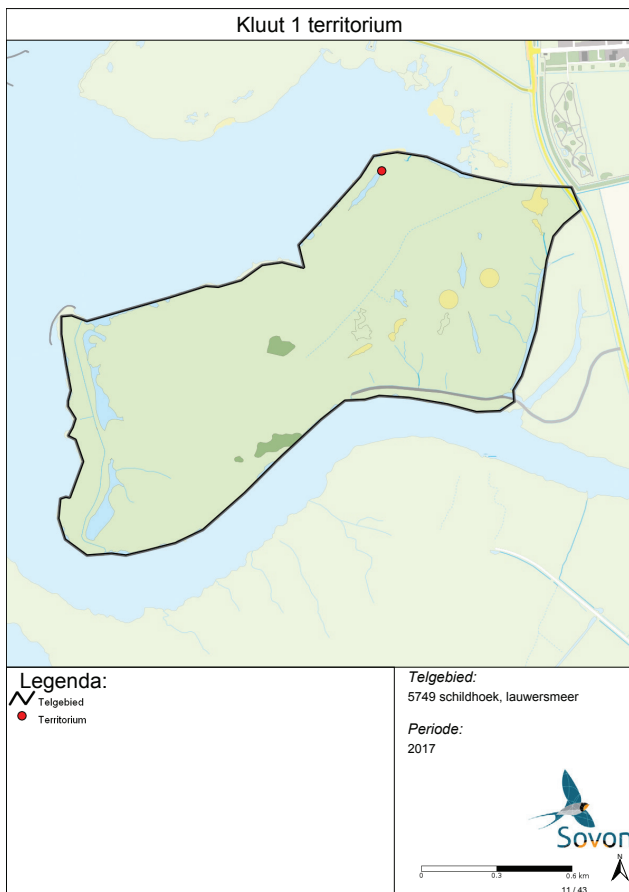 Kluut 1 territorium
Legenda:
Telgebied
Territorium
Telgebied:
5749 schildhoek, lauwersmeer
Periode:
2017
Sovon
N
0 0.3 0.6 km
11 / 43